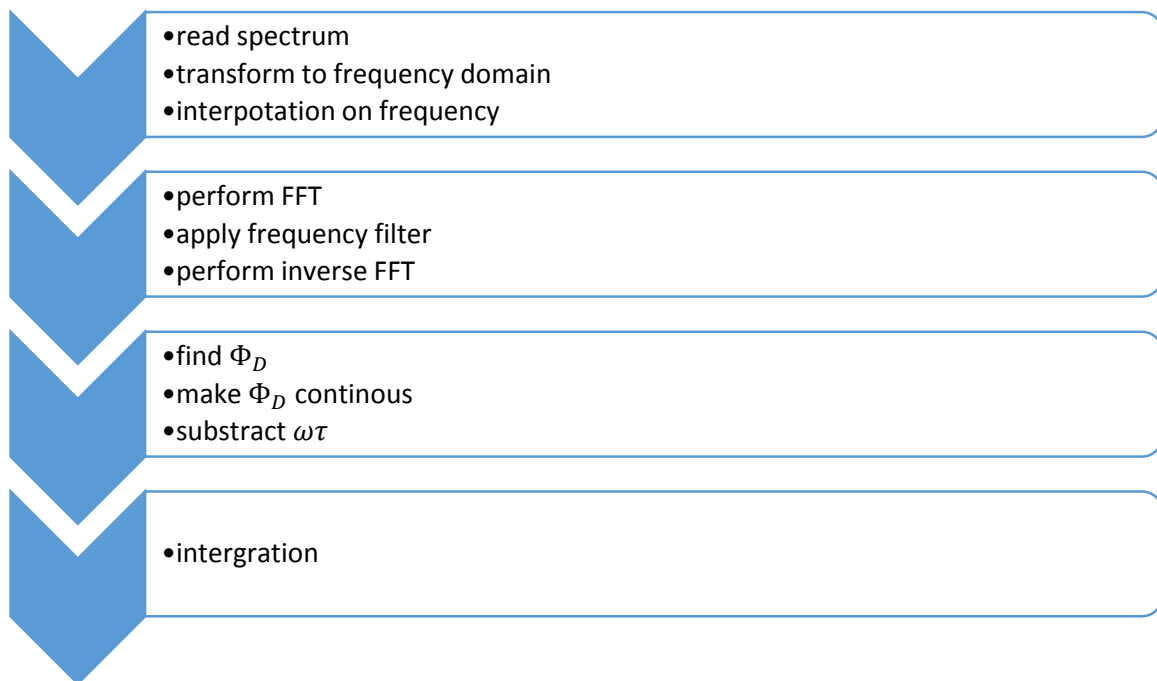 •read spectrum
•transform to frequency domain
•interpotation on frequency
•perform FFT
•apply frequency filter
•perform inverse FFT
•find Φ_D
•make Φ_D continous
•substract ωτ
•intergration